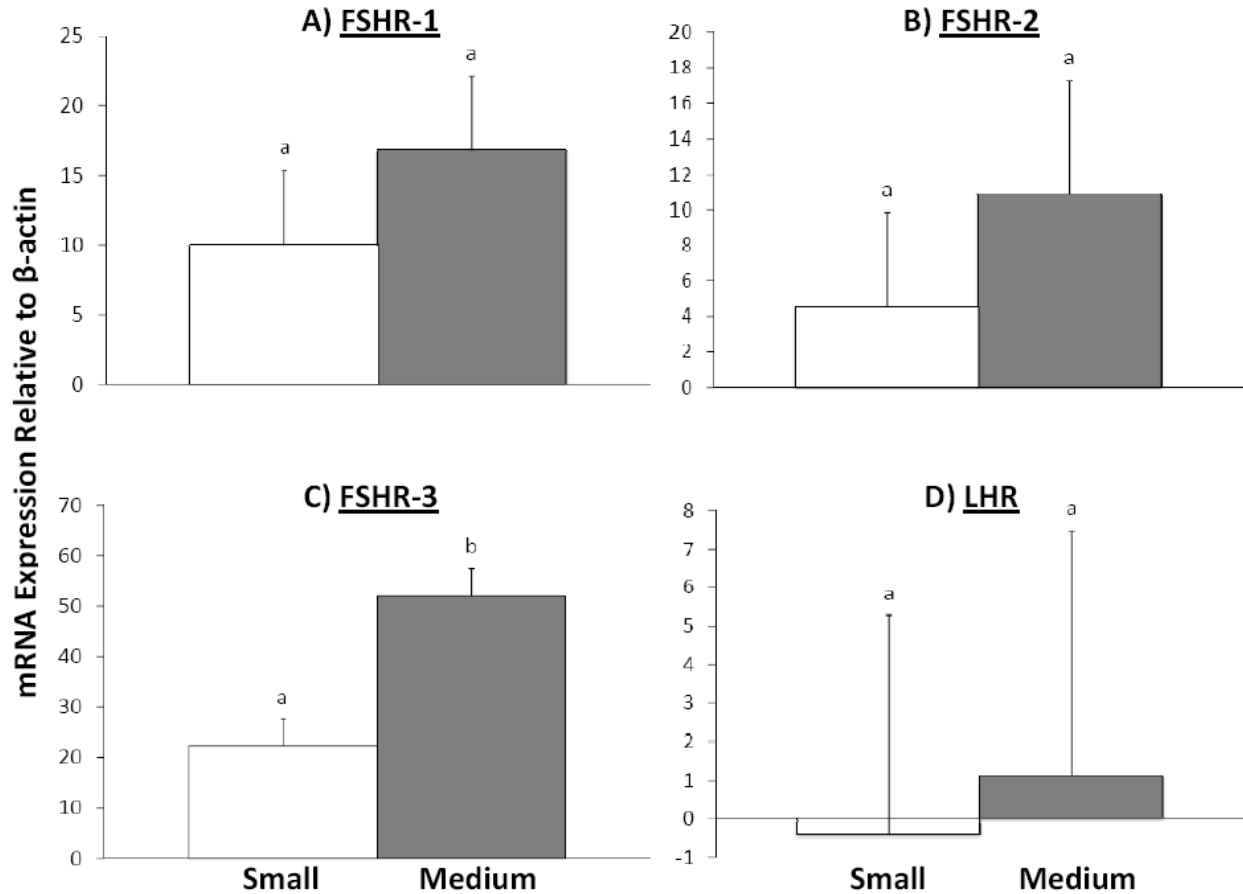 A) FSHR-1
25
20
15
10
5
0
a
a
B) FSHR-2
20
18
16
14
12
10
8
6
4
2
0
a
a
mRNA Expression Relative to β-actin
C) FSHR-3
70
60
50
40
30
20
10
0
a
b
Small
Medium
D) LHR
8
7
6
5
4
3
2
1
0
-1
a
a
Small
Medium